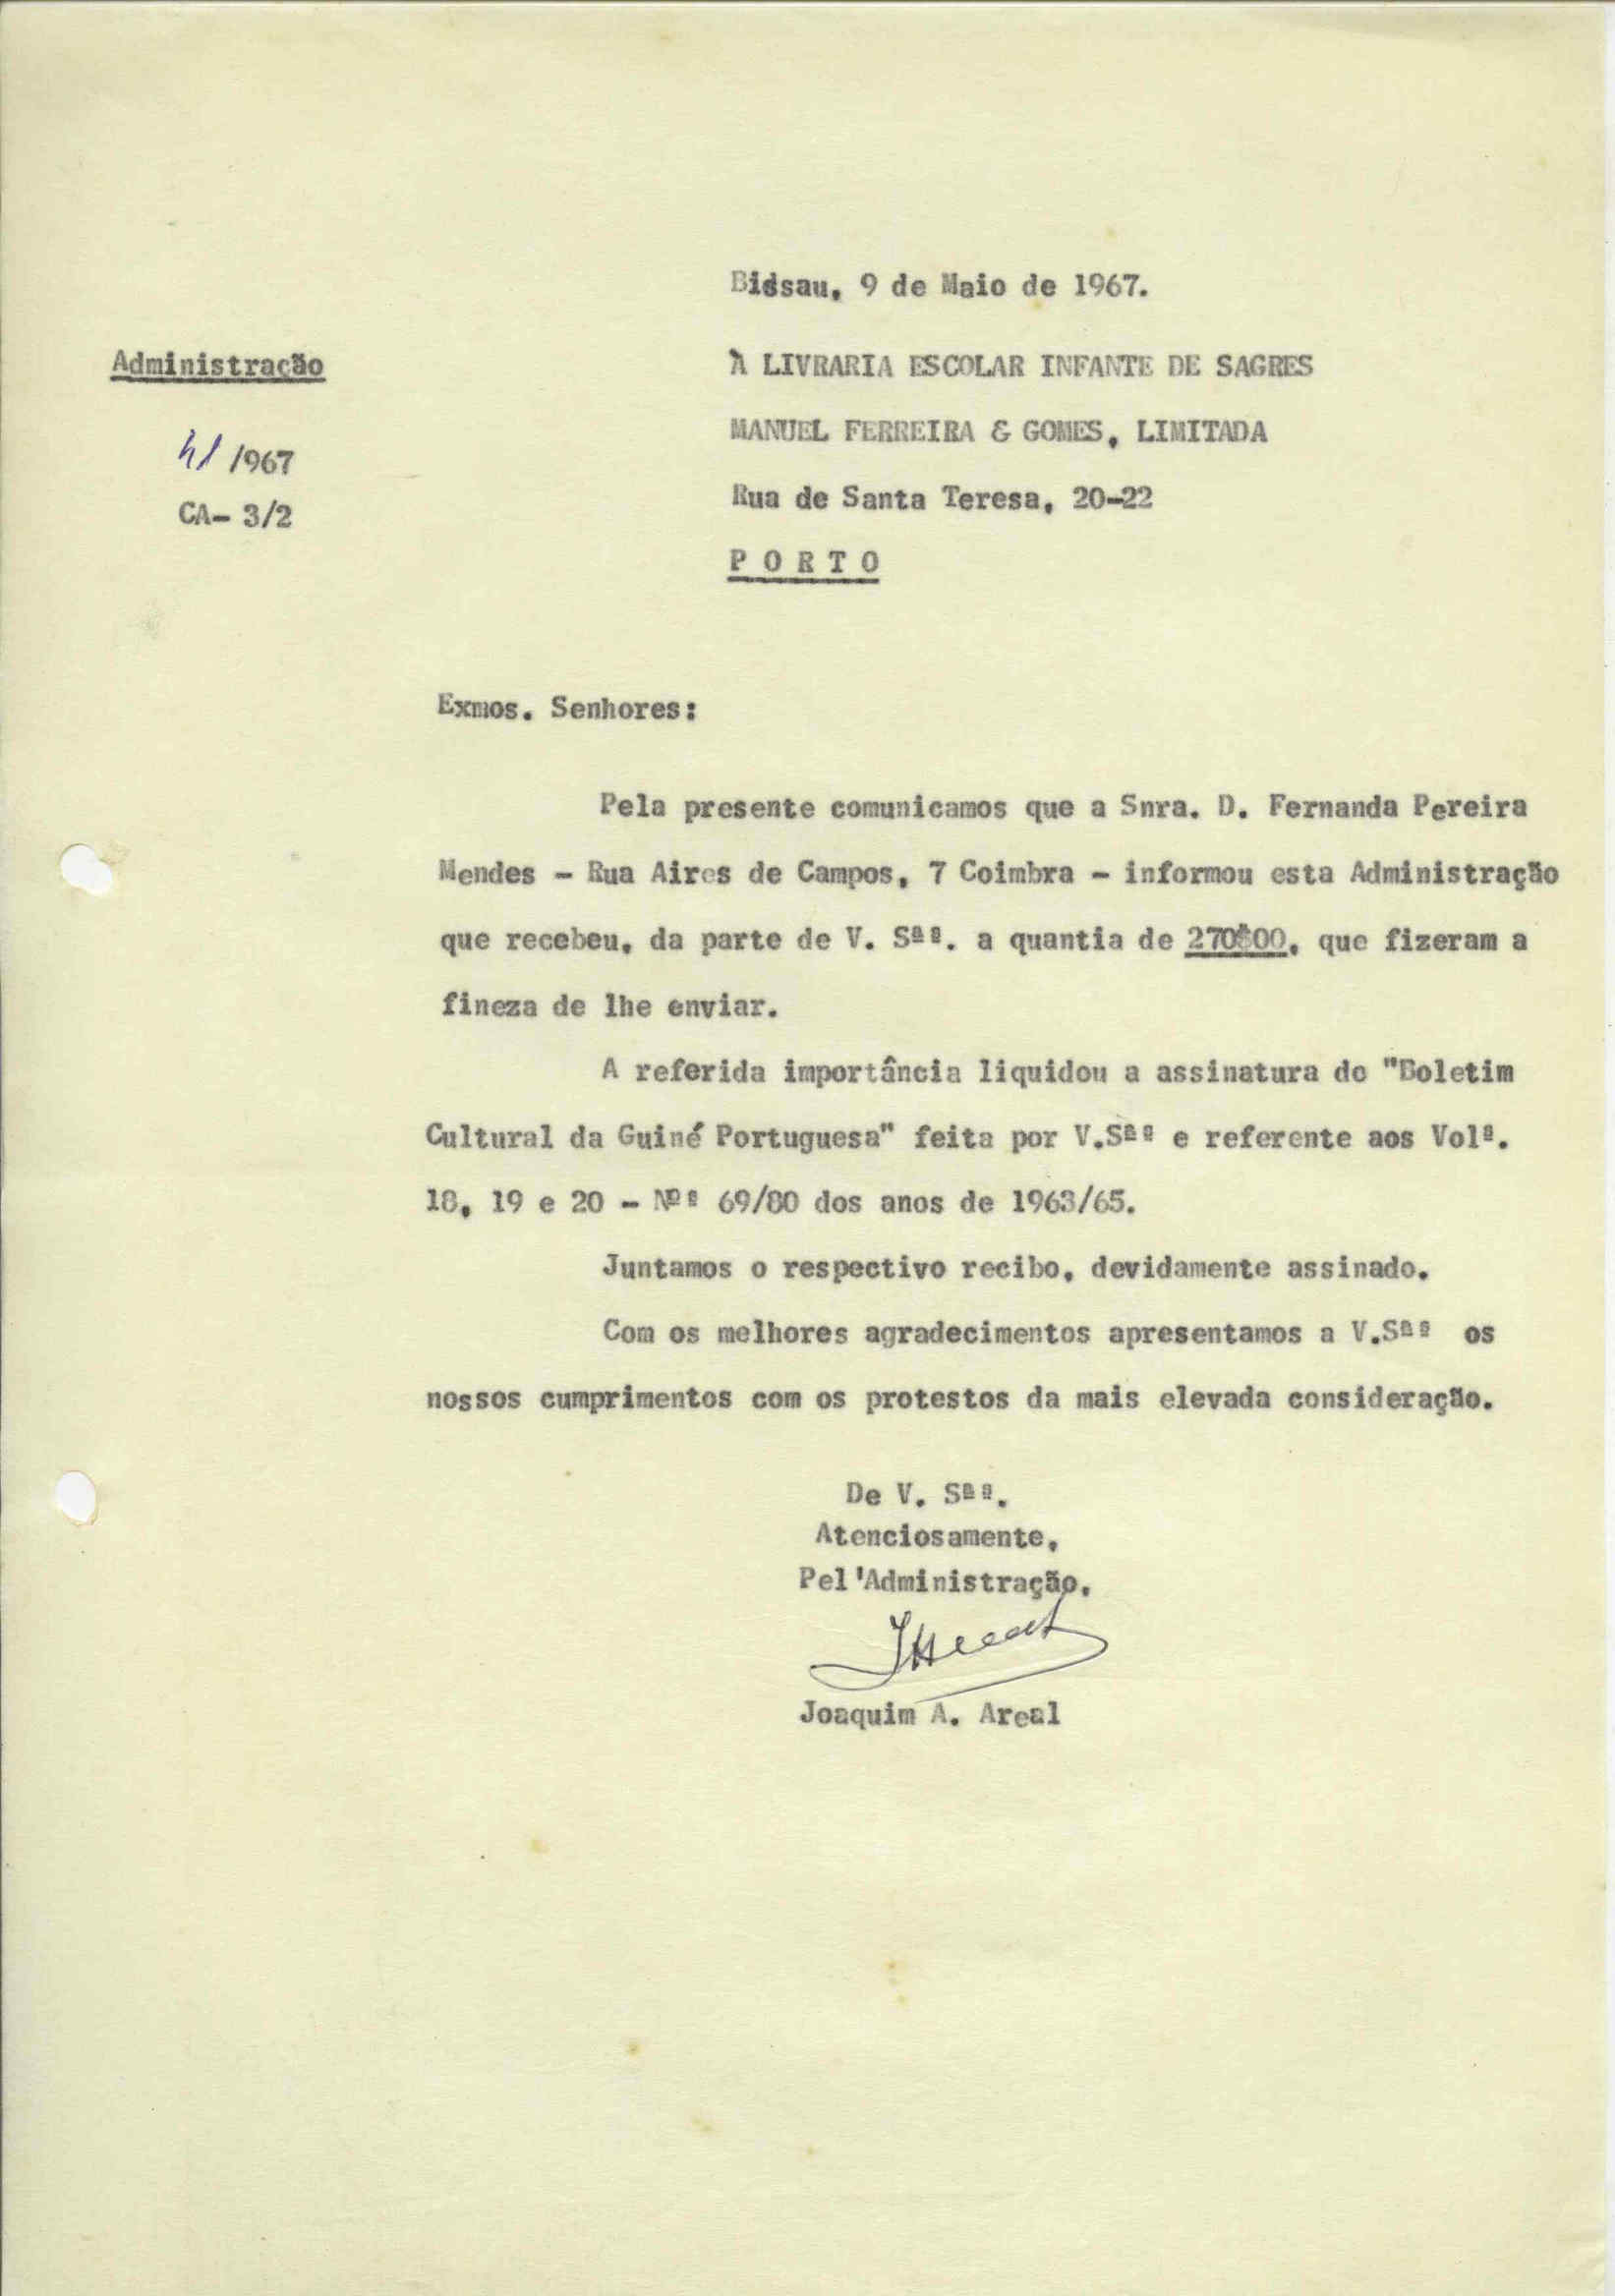 Bissau, 9 de Maio de 1967.
Administração
À LIVRARIA ESCOLAR INFANTE DE SAGRES
MANUEL FERREIRA & GOMES, LIMITADA
41/967
Rua de Santa Teresa, 20-22
CA- 3/2
P O R T O
Exmos. Senhores:
Pela presente comunicamos que a Snra. D. Fernanda Pereira
Mendes - Rua Aires de Campos, 7 Coimbra - informou esta Administração
que recebeu, da parte de V. Sªs. a quantia de 270$00, que fizeram a
fineza de lhe enviar.
A referida importância liquidou a assinatura do "Boletim
Cultural da Guiné Portuguesa" feita por V.Sªs e referente aos Volˢ.
18, 19 e 20 - Nºs 69/80 dos anos de 1963/65.
Juntamos o respectivo recibo, devidamente assinado.
Com os melhores agradecimentos apresentamos a V.Sªs os
nossos cumprimentos com os protestos da mais elevada consideração.
De V. Sªs.
Atenciosamente,
Pel'Administração,
Joaquim A. Areal